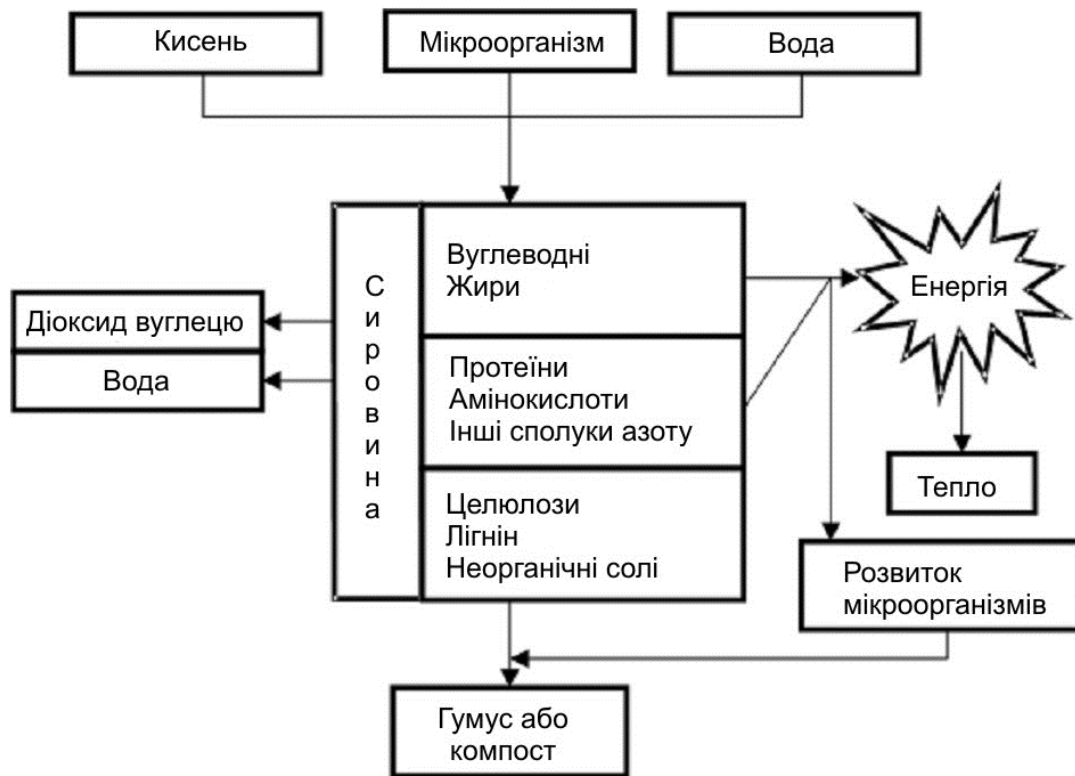 Кисень
Мікроорганізм
Вода
Сировина
Вуглеводні
Жири
Енергія
Діоксид вуглецю
Вода
Протеїни
Амінокислоти
Інші сполуки азоту
Тепло
Целюлози
Лігнін
Неорганічні солі
Розвиток
мікроорганізмів
Гумус або
компост